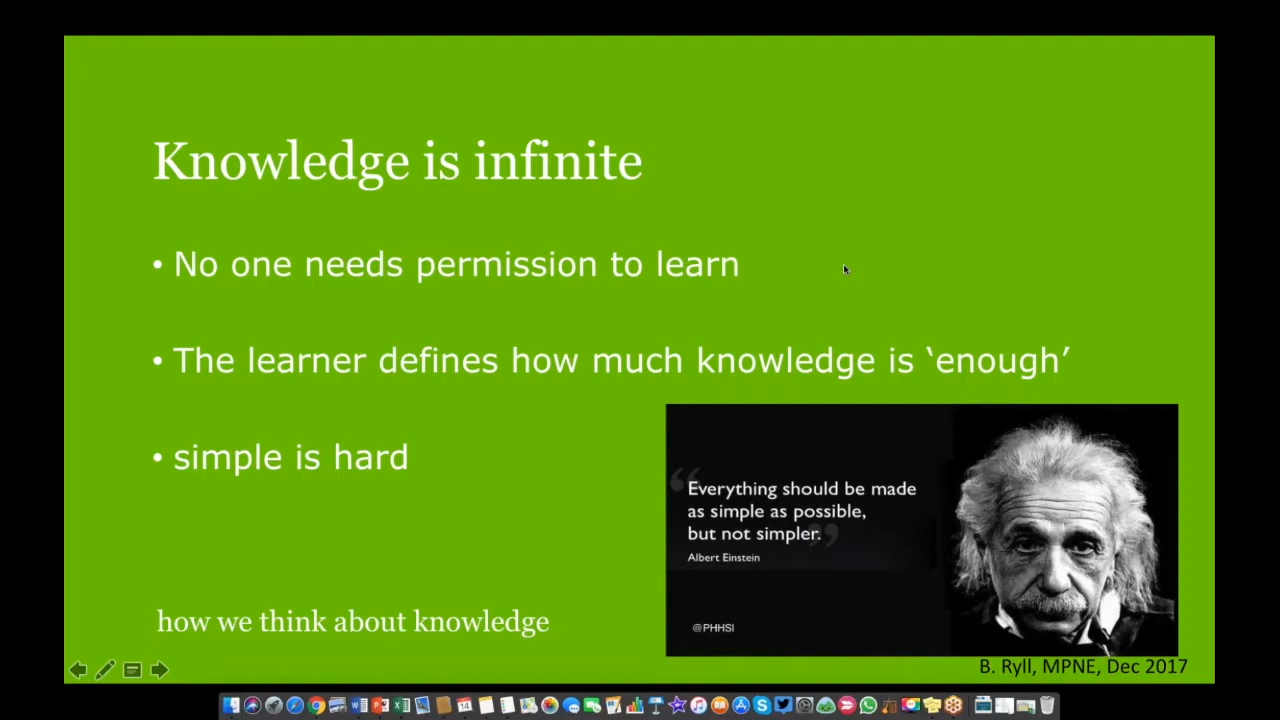 Knowledge is infinite
• No one needs permission to learn
• The learner defines how much knowledge is ‘enough’
• simple is hard
“Everything should be made
as simple as possible,
but not simpler.”
Albert Einstein
@PHHSI
how we think about knowledge
B. Ryll, MPNE, Dec 2017
14